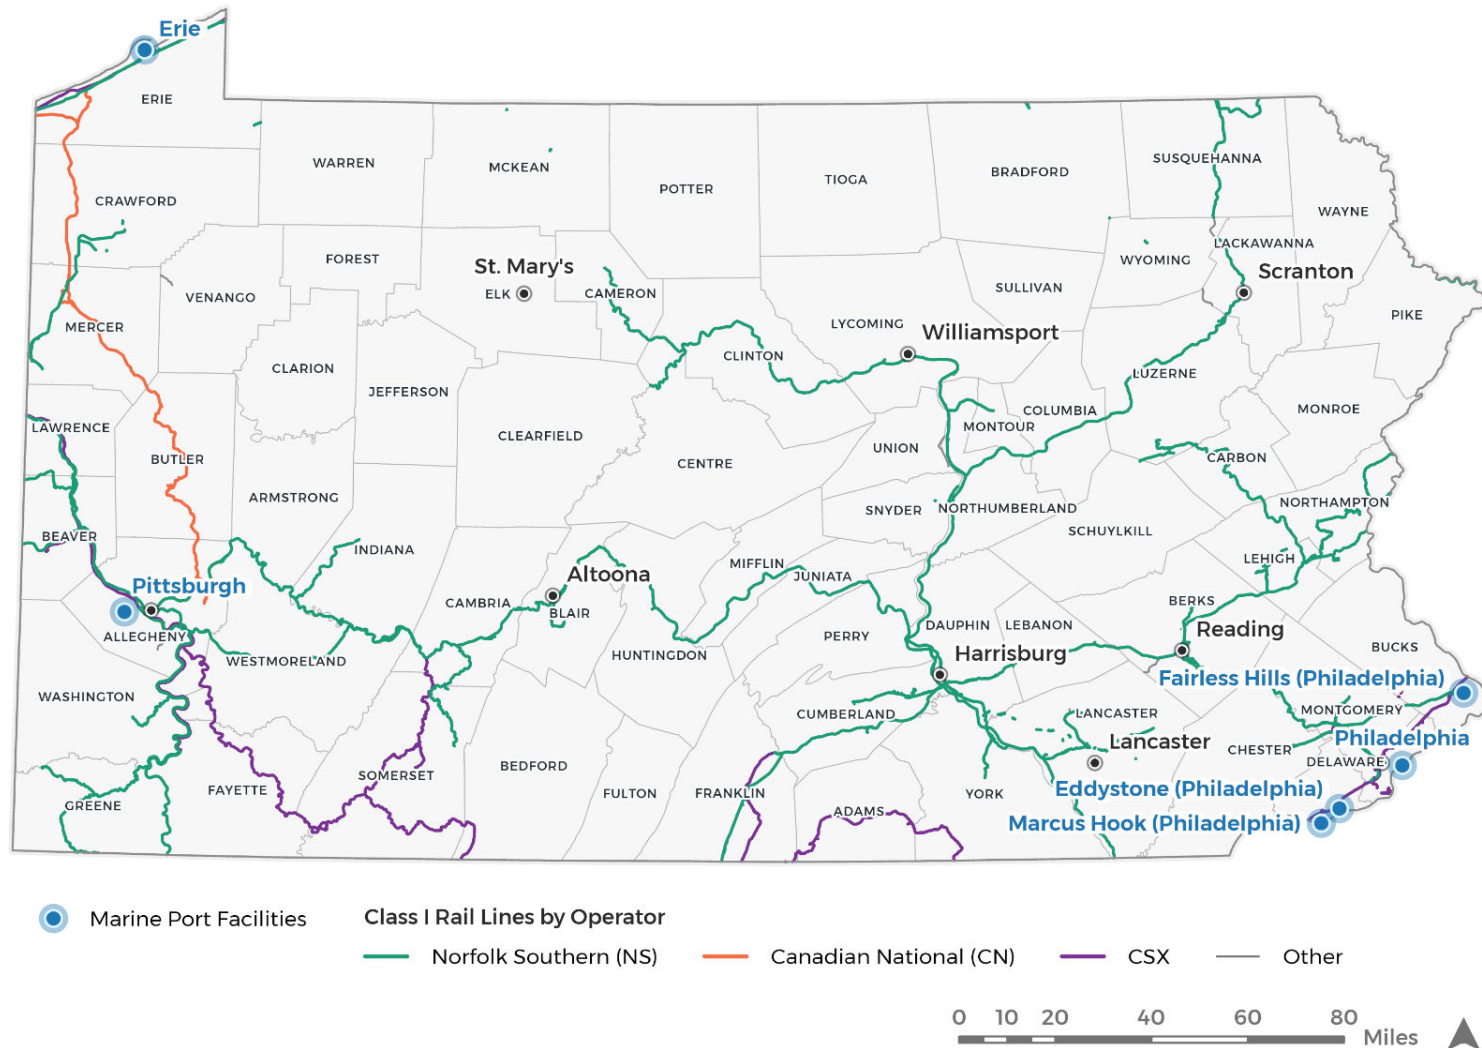 Erie
ERIE
WARREN
MCKEAN
POTTER
TIOGA
BRADFORD
SUSQUEHANNA
WAYNE
CRAWFORD
FOREST
VENANGO
St. Mary's
ELK
CAMERON
SULLIVAN
WYOMING
LACKAWANNA
Scranton
PIKE
MERCER
CLARION
JEFFERSON
CLINTON
LYCOMING
Williamsport
LUZERNE
COLUMBIA
MONTOUR
MONROE
LAWRENCE
BUTLER
ARMSTRONG
CLEARFIELD
CENTRE
UNION
SNYDER
NORTHUMBERLAND
SCHUYLKILL
CARBON
NORTHAMPTON
LEHIGH
BEAVER
INDIANA
Pittsburgh
ALLEGHENY
CAMBRIA
Altoona
BLAIR
MIFFLIN
JUNIATA
HUNTINGDON
PERRY
DAUPHIN
LEBANON
Harrisburg
BERKS
Reading
BUCKS
WASHINGTON
WESTMORELAND
CUMBERLAND
LANCASTER
Lancaster
Fairless Hills (Philadelphia)
MONTGOMERY
CHESTER
Philadelphia
DELAWARE
GREENE
FAYETTE
SOMERSET
BEDFORD
FULTON
FRANKLIN
ADAMS
YORK
Eddystone (Philadelphia)
Marcus Hook (Philadelphia)
Marine Port Facilities
Class I Rail Lines by Operator
Norfolk Southern (NS)
Canadian National (CN)
CSX
Other
0 10 20 40 60 80
Miles